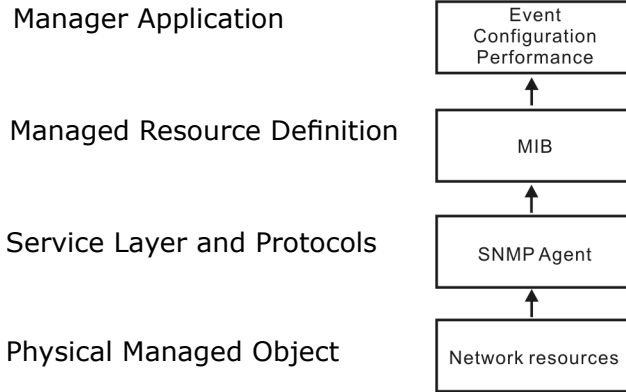 Manager Application
Event
Configuration
Performance
Managed Resource Definition
MIB
Service Layer and Protocols
SNMP Agent
Physical Managed Object
Network resources